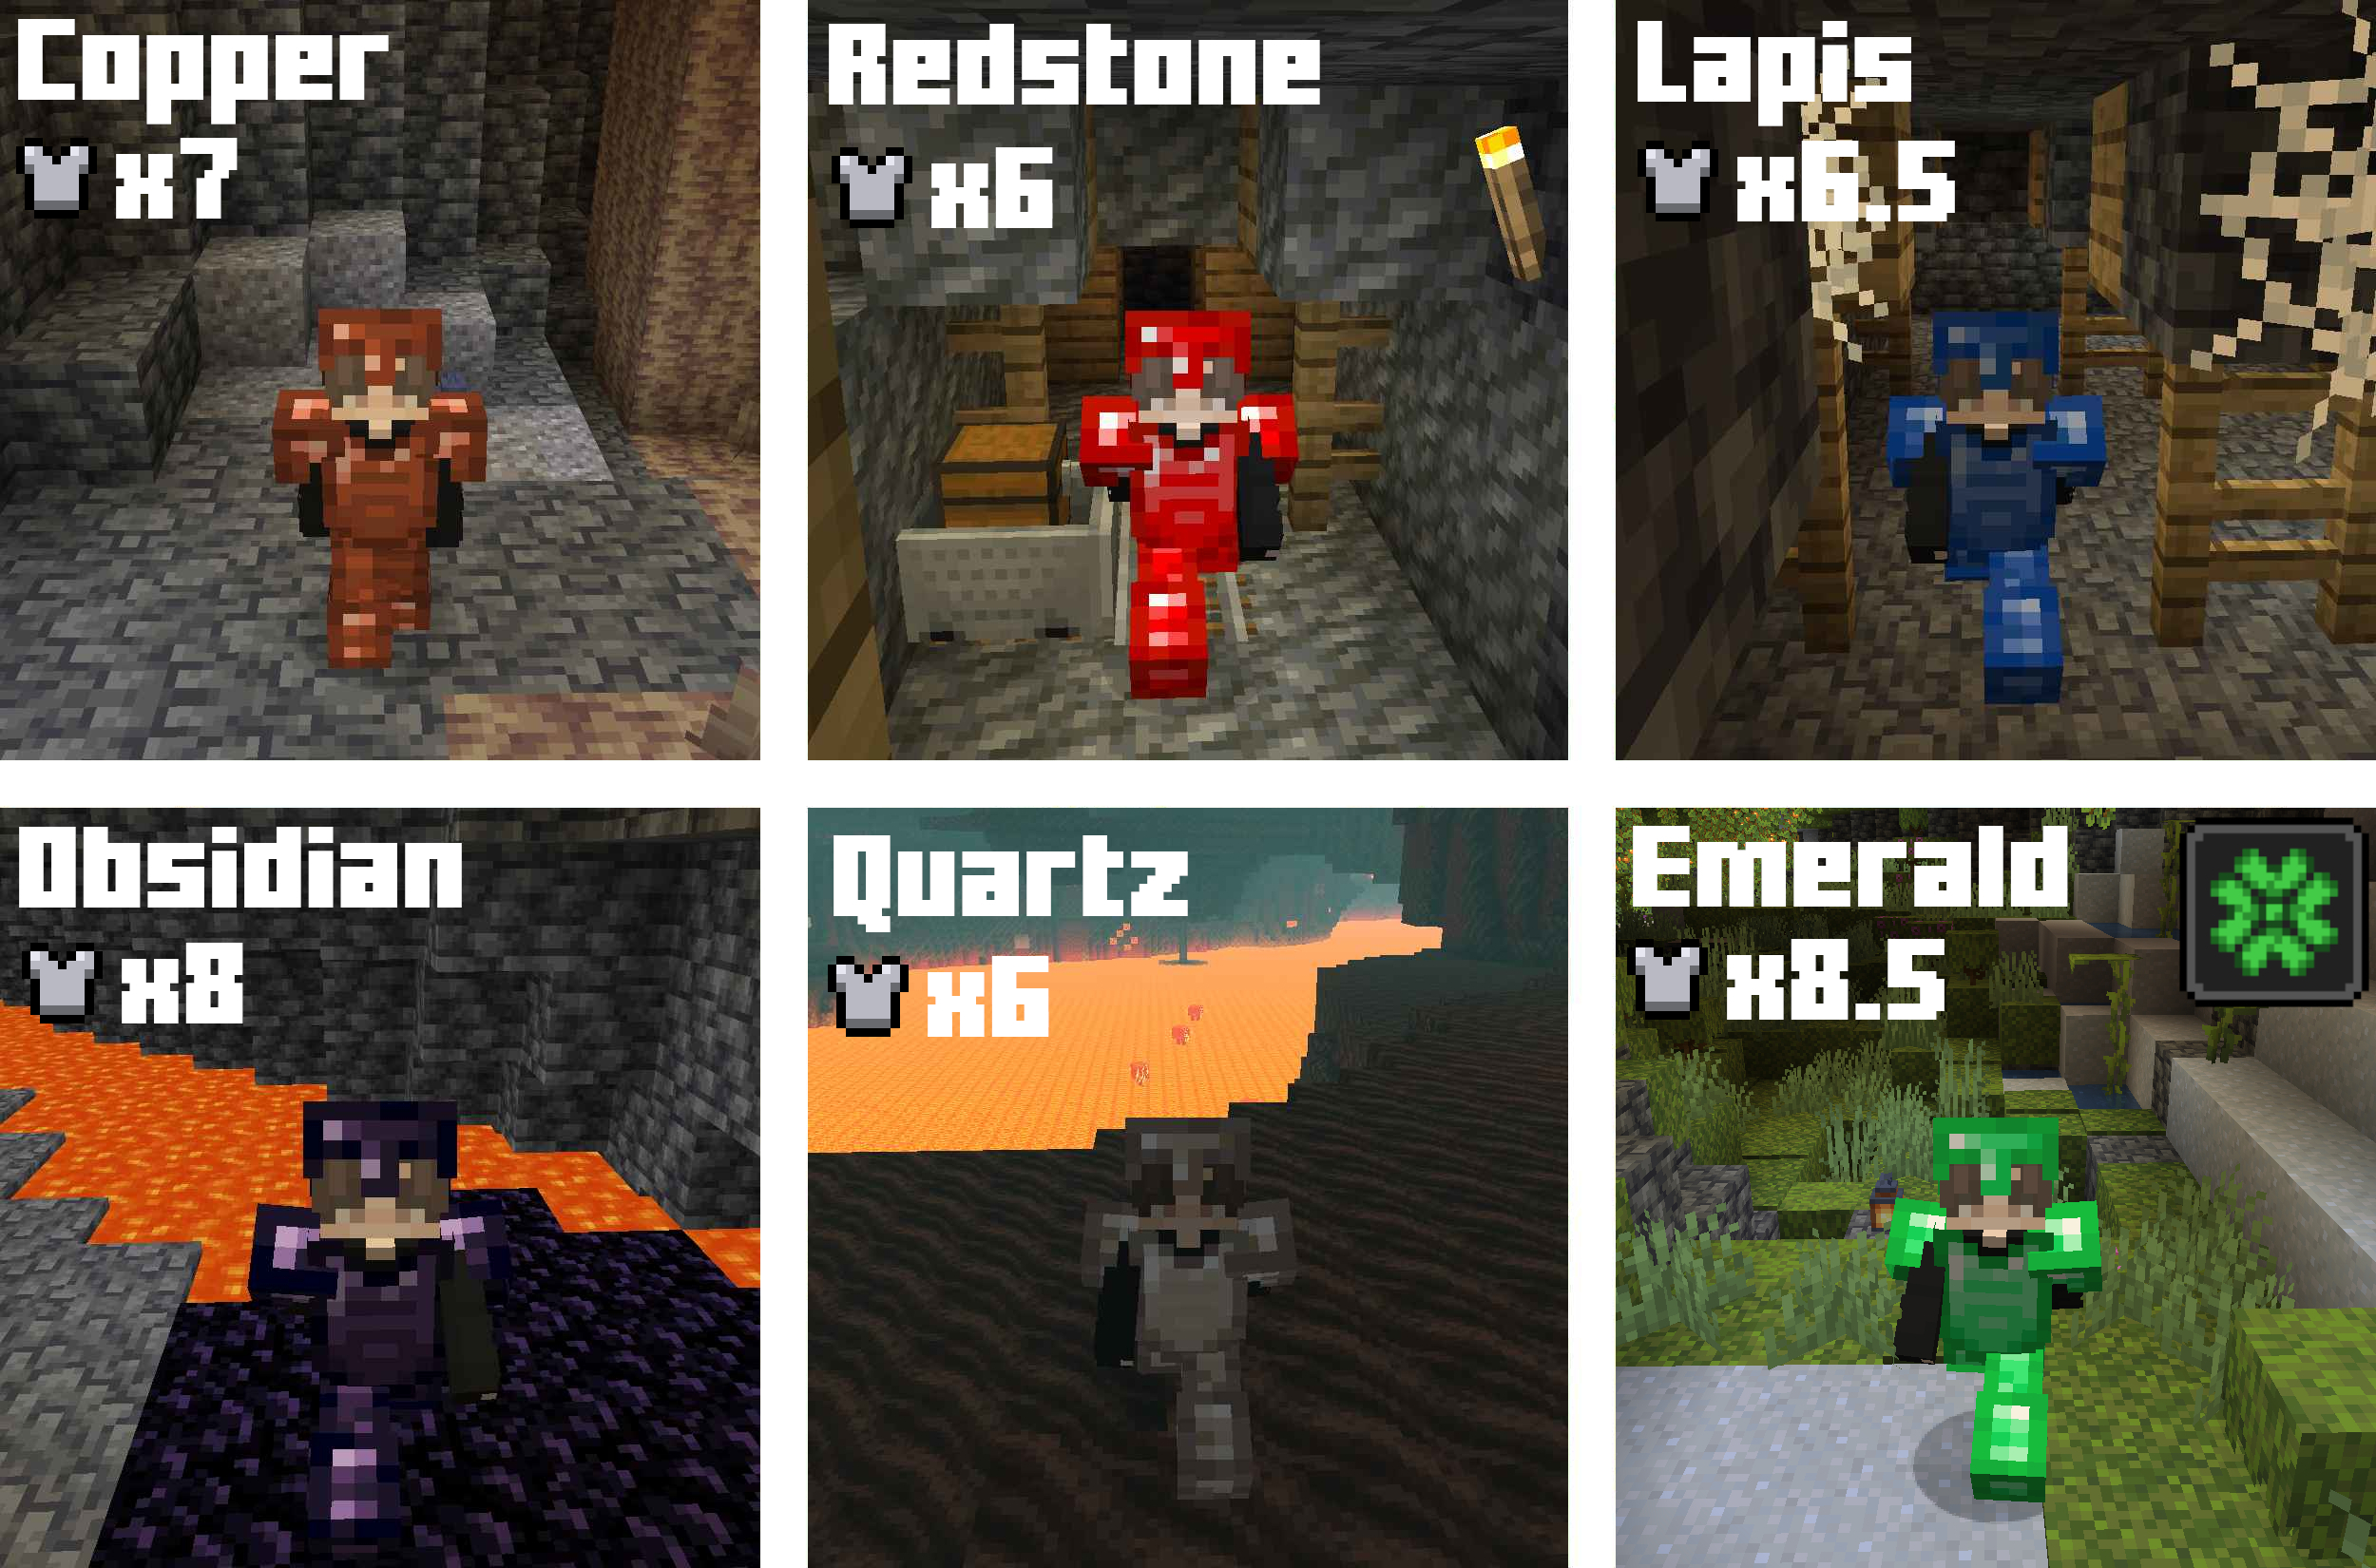 Copper
x7
Redstone
x6
Lapis
x6.5
Obsidian
x8
Quartz
x6
Emerald
x8.5